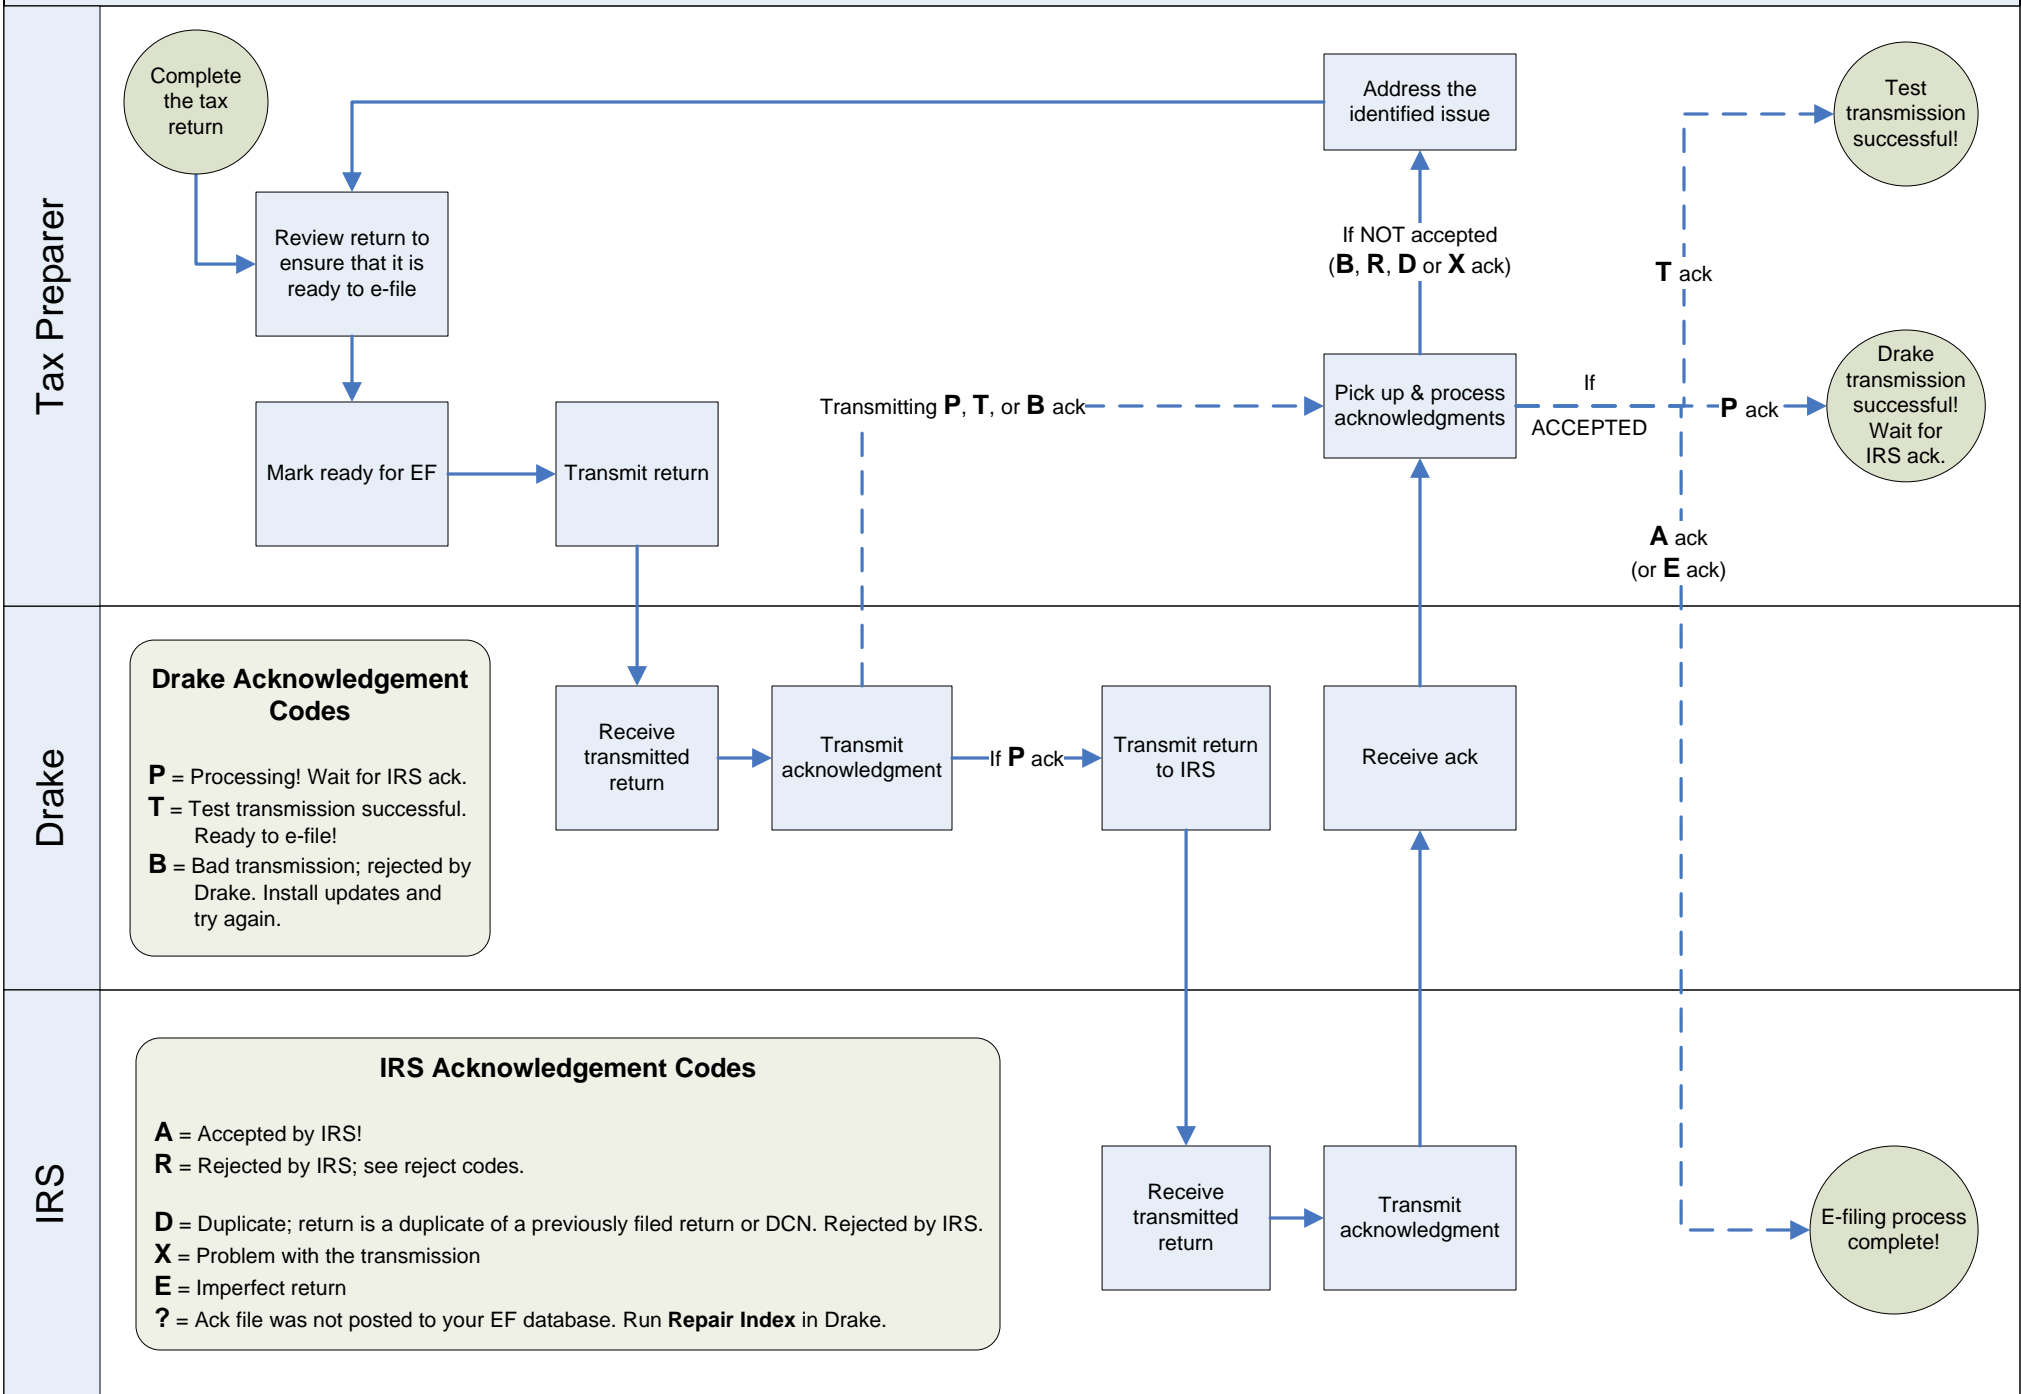 Tax Preparer
Complete
the tax
return
Review return to
ensure that it is
ready to e-file
Mark ready for EF
Transmit return
Address the
identified issue
If NOT accepted
(B, R, D or X ack)
Transmitting P, T, or B ack
Pick up & process
acknowledgments
If
ACCEPTED
T ack
P ack
A ack
(or E ack)
Test
transmission
successful!
Drake
transmission
successful!
Wait for
IRS ack.
Drake
Drake Acknowledgement
Codes
P = Processing! Wait for IRS ack.
T = Test transmission successful.
Ready to e-file!
B = Bad transmission; rejected by
Drake. Install updates and
try again.
Receive
transmitted
return
Transmit
acknowledgment
If P ack
Transmit return
to IRS
Receive ack
IRS
IRS Acknowledgement Codes
A = Accepted by IRS!
R = Rejected by IRS; see reject codes.
D = Duplicate; return is a duplicate of a previously filed return or DCN. Rejected by IRS.
X = Problem with the transmission
E = Imperfect return
? = Ack file was not posted to your EF database. Run Repair Index in Drake.
Receive
transmitted
return
Transmit
acknowledgment
E-filing process
complete!